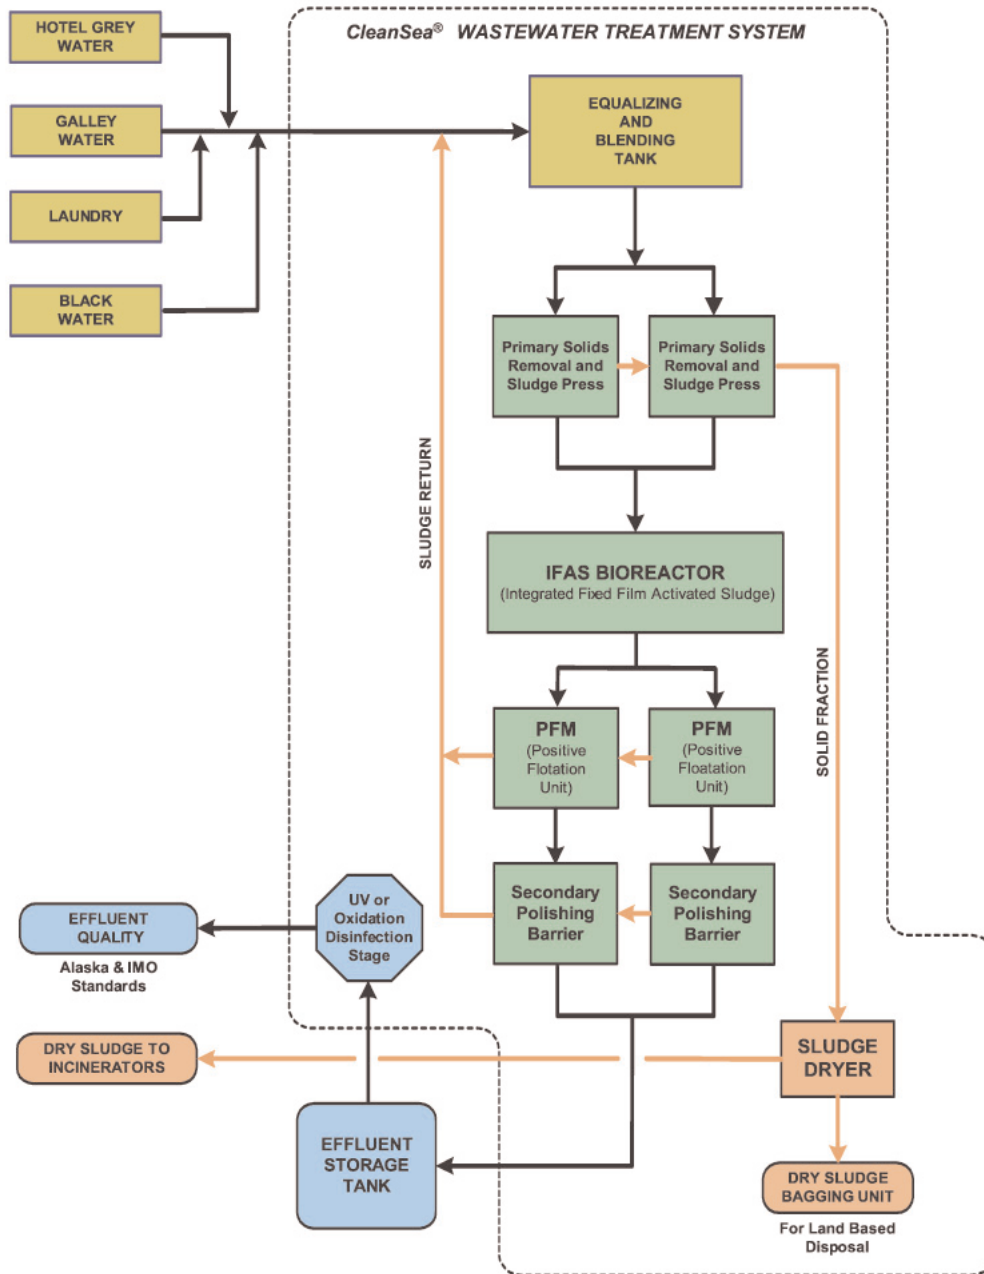 CleanSea® WASTEWATER TREATMENT SYSTEM
HOTEL GREY
WATER
GALLEY
WATER
LAUNDRY
BLACK
WATER
EQUALIZING
AND
BLENDING
TANK
Primary Solids
Removal and
Sludge Press
Primary Solids
Removal and
Sludge Press
SLUDGE RETURN
IFAS BIOREACTOR
(Integrated Fixed Film Activated Sludge)
SOLID FRACTION
PFM
(Positive
Flotation
Unit)
PFM
(Positive
Floatation
Unit)
Secondary
Polishing
Barrier
Secondary
Polishing
Barrier
UV or
Oxidation
Disinfection
Stage
EFFLUENT
QUALITY
Alaska & IMO
Standards
DRY SLUDGE TO
INCINERATORS
SLUDGE
DRYER
EFFLUENT
STORAGE
TANK
DRY SLUDGE
BAGGING UNIT
For Land Based
Disposal